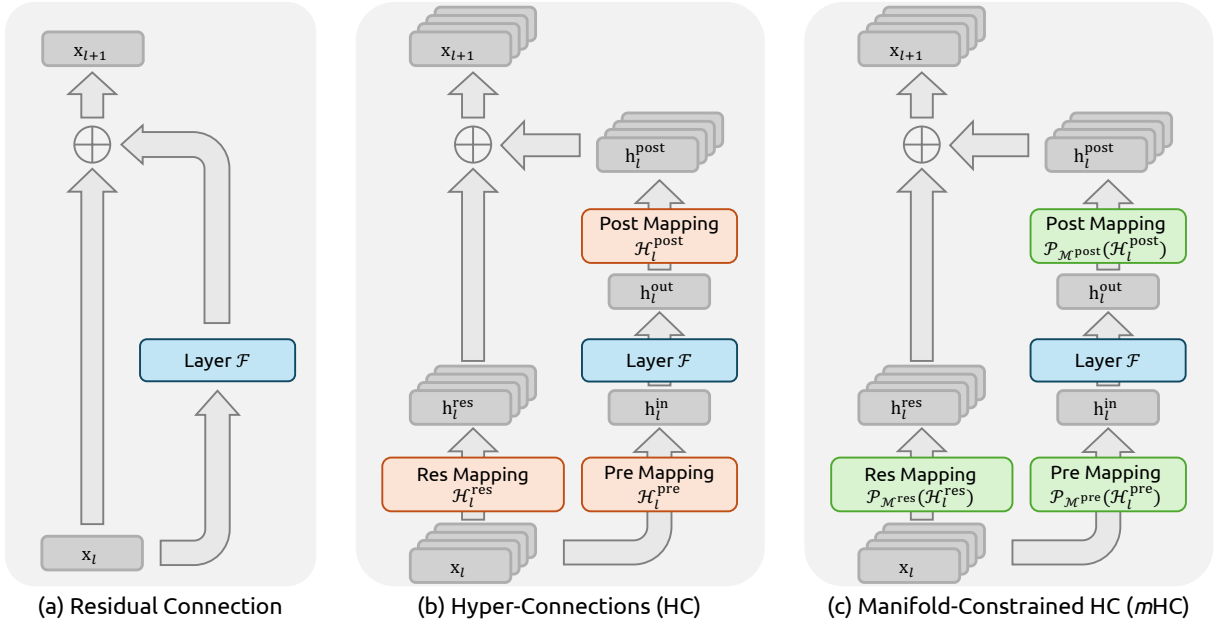 x_{l+1}
Layer ℱ
x_l
(a) Residual Connection
x_{l+1}
h_l^{post}
Post Mapping
ℋ_l^{post}
h_l^{out}
Layer ℱ
h_l^{res}
h_l^{in}
Res Mapping
ℋ_l^{res}
Pre Mapping
ℋ_l^{pre}
x_l
(b) Hyper-Connections (HC)
x_{l+1}
h_l^{post}
Post Mapping
𝒫_{ℳ^{post}}(ℋ_l^{post})
h_l^{out}
Layer ℱ
h_l^{res}
h_l^{in}
Res Mapping
𝒫_{ℳ^{res}}(ℋ_l^{res})
Pre Mapping
𝒫_{ℳ^{pre}}(ℋ_l^{pre})
x_l
(c) Manifold-Constrained HC (mHC)